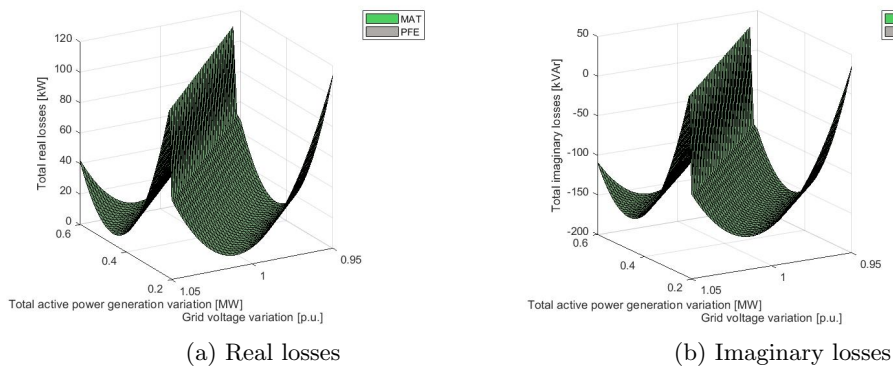 MAT
PFE
120
100
80
60
40
20
0
Total real losses [kW]
0.6
0.4
0.2
1.05
1
0.95
Total active power generation variation [MW]
Grid voltage variation [p.u.]
(a) Real losses
50
0
-50
-100
-150
-200
Total imaginary losses [kVAr]
0.6
0.4
0.2
1.05
1
0.95
Total active power generation variation [MW]
Grid voltage variation [p.u.]
(b) Imaginary losses